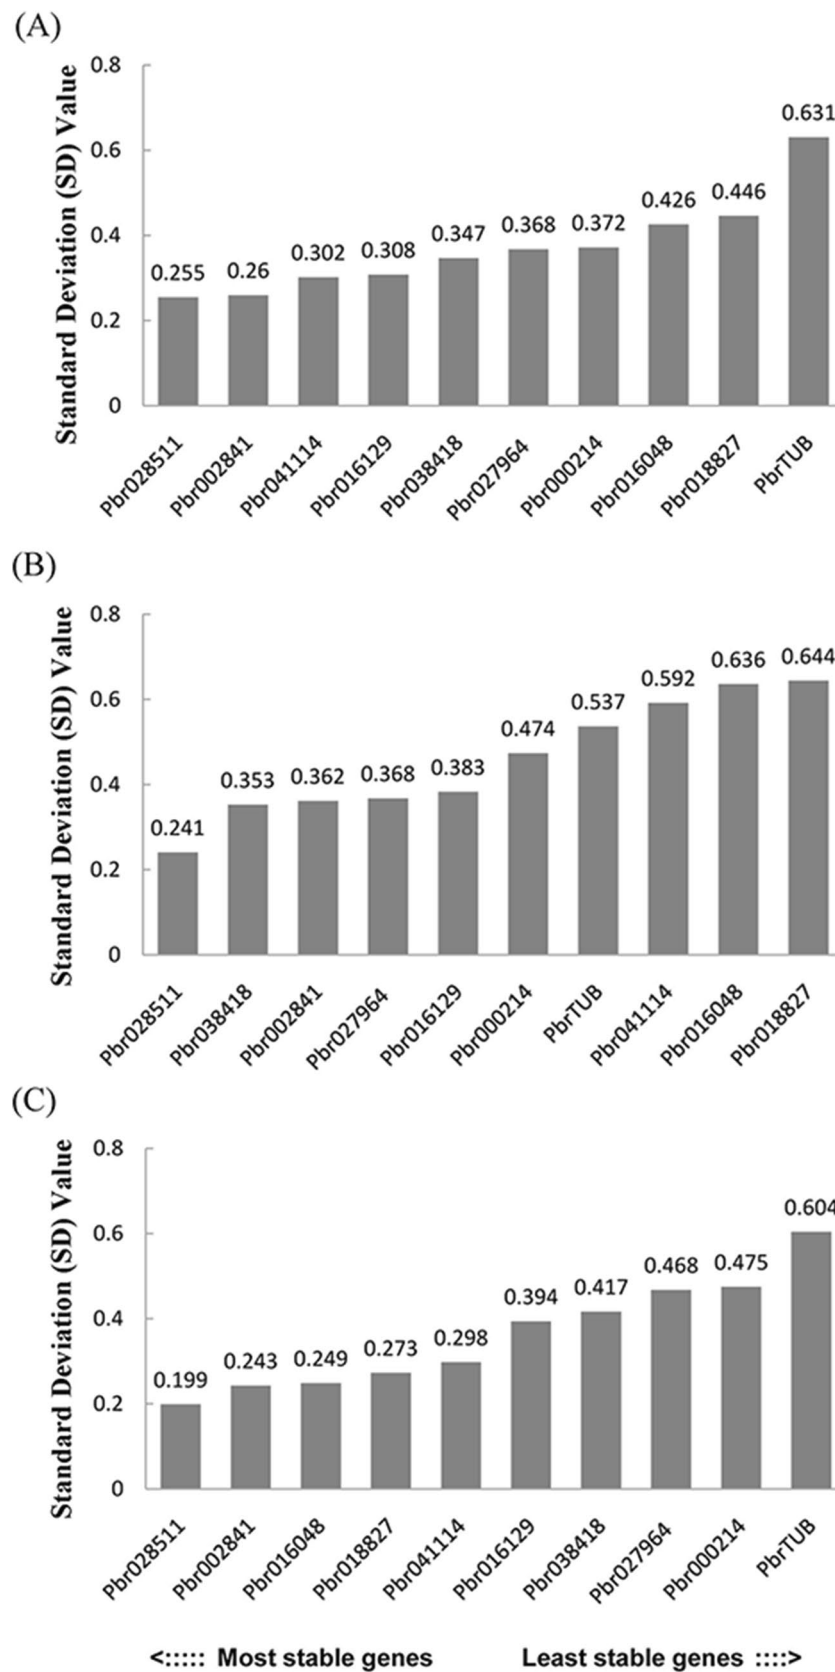 (A)
Standard Deviation (SD) Value
0.8
0.6
0.4
0.2
0
0.255
0.26
0.302
0.308
0.347
0.368
0.372
0.426
0.446
0.631
Pbr028511
Pbr002841
Pbr041114
Pbr016129
Pbr038418
Pbr027964
Pbr000214
Pbr016048
Pbr018827
PbrTUB
(B)
Standard Deviation (SD) Value
0.8
0.6
0.4
0.2
0
0.241
0.353
0.362
0.368
0.383
0.474
0.537
0.592
0.636
0.644
Pbr028511
Pbr038418
Pbr002841
Pbr027964
Pbr016129
Pbr000214
PbrTUB
Pbr041114
Pbr016048
Pbr018827
(C)
Standard Deviation (SD) Value
0.8
0.6
0.4
0.2
0
0.199
0.243
0.249
0.273
0.298
0.394
0.417
0.468
0.475
0.604
Pbr028511
Pbr002841
Pbr016048
Pbr018827
Pbr041114
Pbr016129
Pbr038418
Pbr027964
Pbr000214
PbrTUB
<::::: Most stable genes Least stable genes ::::>